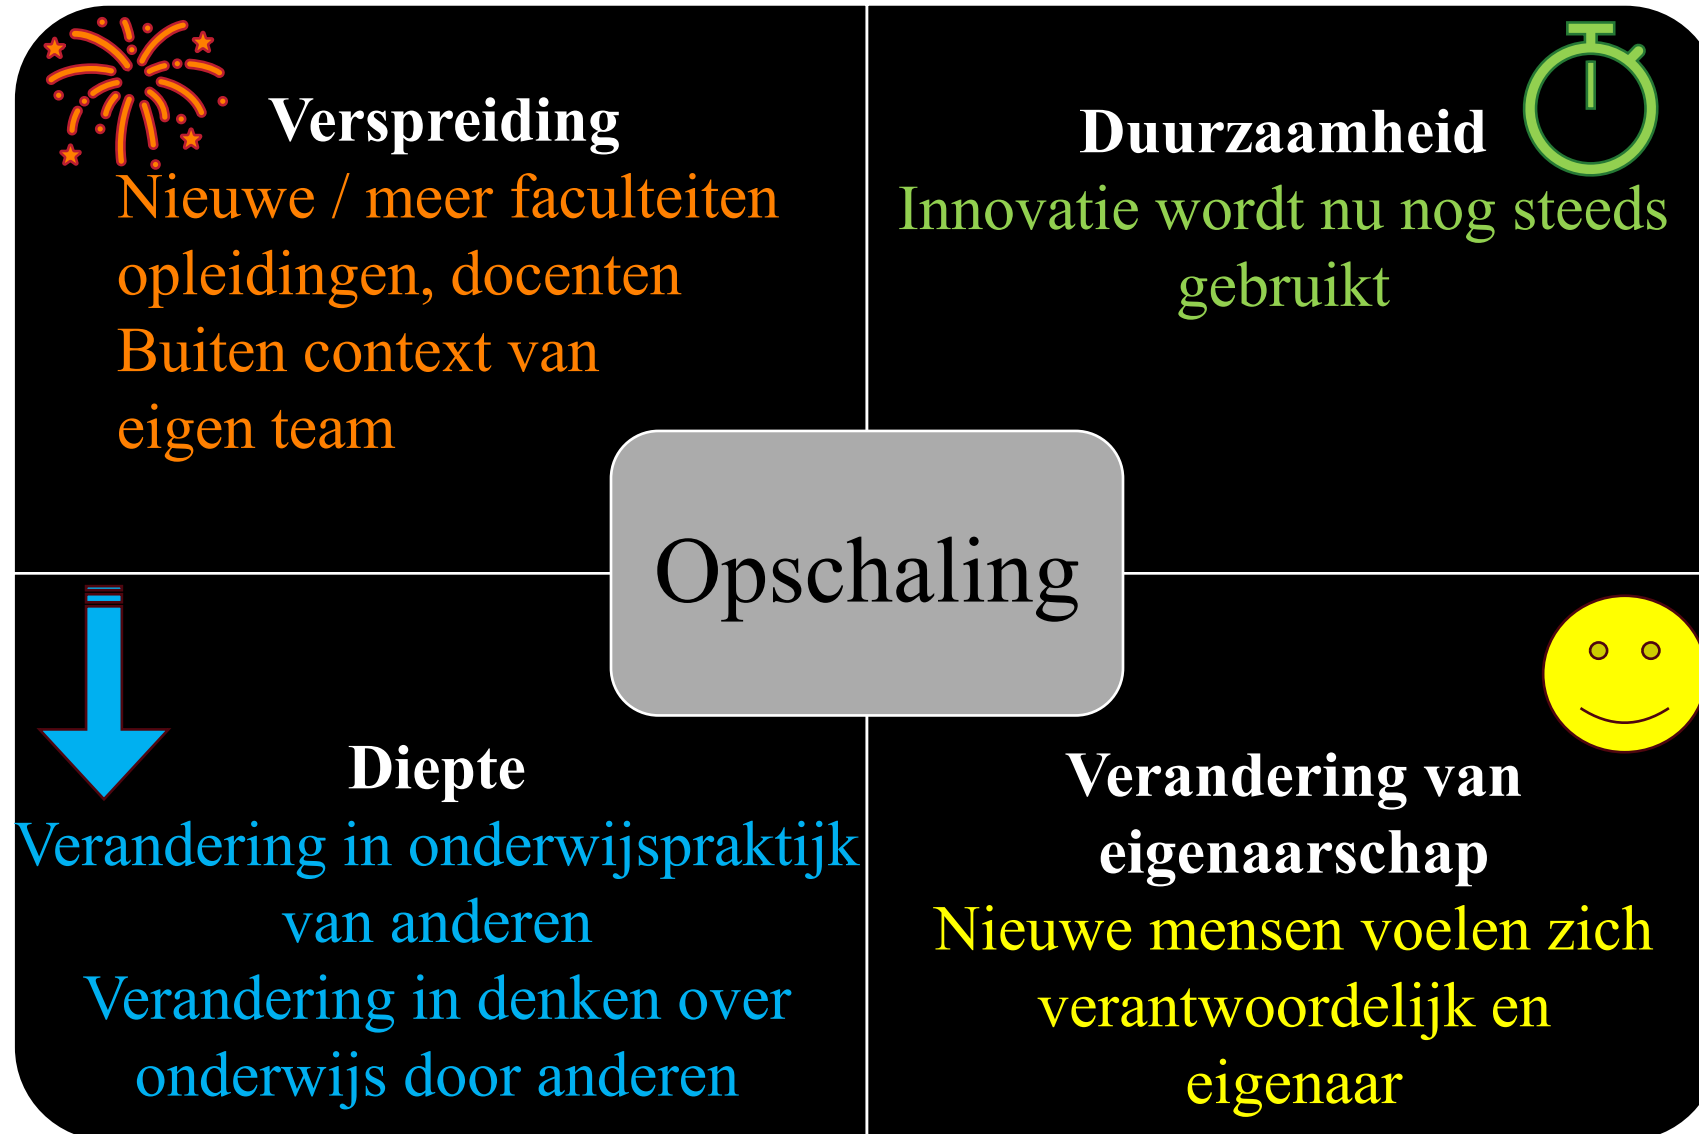 Verspreiding
Nieuwe / meer faculteiten
opleidingen, docenten
Buiten context van
eigen team
Duurzaamheid
Innovatie wordt nu nog steeds
gebruikt
Opschaling
Diepte
Verandering in onderwijspraktijk
van anderen
Verandering in denken over
onderwijs door anderen
Verandering van
eigenaarschap
Nieuwe mensen voelen zich
verantwoordelijk en
eigenaar